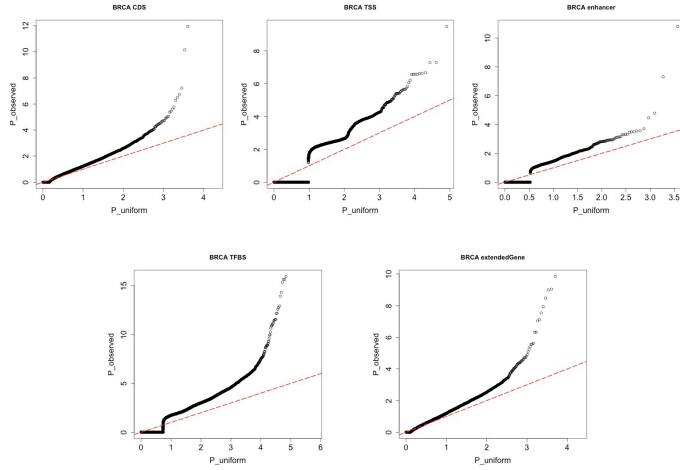 BRCA CDS
P_observed
0 2 4 6 8 10 12
0 1 2 3 4
P_uniform
BRCA TSS
P_observed
0 2 4 6 8
0 1 2 3 4 5
P_uniform
BRCA enhancer
P_observed
0 2 4 6 8 10
0.0 0.5 1.0 1.5 2.0 2.5 3.0 3.5
P_uniform
BRCA TFBS
P_observed
0 5 10 15
0 1 2 3 4 5 6
P_uniform
BRCA extendedGene
P_observed
0 2 4 6 8 10
0 1 2 3 4
P_uniform